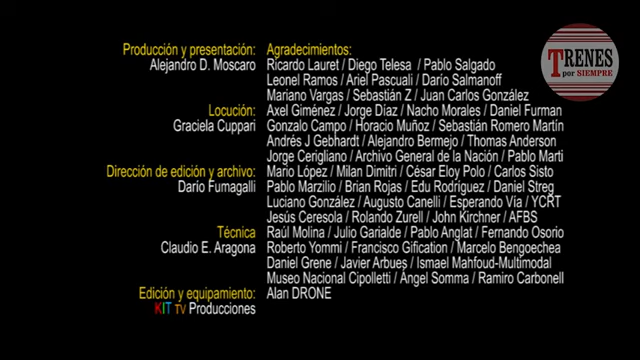 TRENES
por SIEMPRE
Producción y presentación:
Alejandro D. Moscaro
Locución:
Graciela Cuppari
Dirección de edición y archivo:
Darío Fumagalli
Técnica
Claudio E. Aragona
Edición y equipamiento:
KIT TV Producciones
Agradecimientos:
Ricardo Lauret / Diego Telesa / Pablo Salgado
Leonel Ramos / Ariel Pascuali / Darío Salmanoff
Mariano Vargas / Sebastián Z / Juan Carlos González
Axel Giménez / Jorge Díaz / Nacho Morales / Daniel Furman
Gonzalo Campo / Horacio Muñoz / Sebastián Romero Martín
Andrés J Gebhardt / Alejandro Bermejo / Thomas Anderson
Jorge Cerigliano / Archivo General de la Nación / Pablo Marti
Mario López / Milan Dimitri / César Eloy Polo / Carlos Sisto
Pablo Marzilio / Brian Rojas / Edu Rodríguez / Daniel Streg
Luciano González / Augusto Canelli / Esperando Vía / YCRT
Jesús Ceresola / Rolando Zurell / John Kirchner / AFBS
Raúl Molina / Julio Garialde / Pablo Anglat / Fernando Osorio
Roberto Yommi / Francisco Gification / Marcelo Bengoechea
Daniel Grene / Javier Arbues / Ismael Mahfoud-Multimodal
Museo Nacional Cipolletti / Ángel Somma / Ramiro Carbonell
Alan DRONE